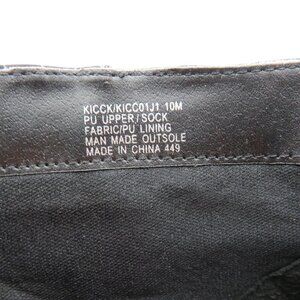 KICCK/KICC01J1 10M
PU UPPER/SOCK
FABRIC/PU LINING
MAN MADE OUTSOLE
MADE IN CHINA 449